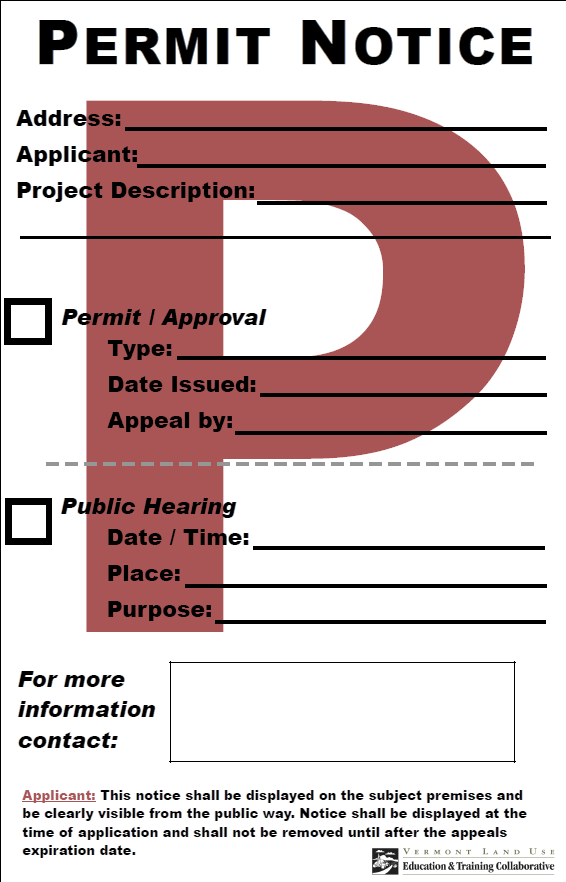 PERMIT NOTICE
Address:
Applicant:
Project Description:
Permit / Approval
Type:
Date Issued:
Appeal by:
Public Hearing
Date / Time:
Place:
Purpose:
For more
information
contact:
Applicant: This notice shall be displayed on the subject premises and
be clearly visible from the public way. Notice shall be displayed at the
time of application and shall not be removed until after the appeals
expiration date.
VERMONT LAND USE
Education & Training Collaborative